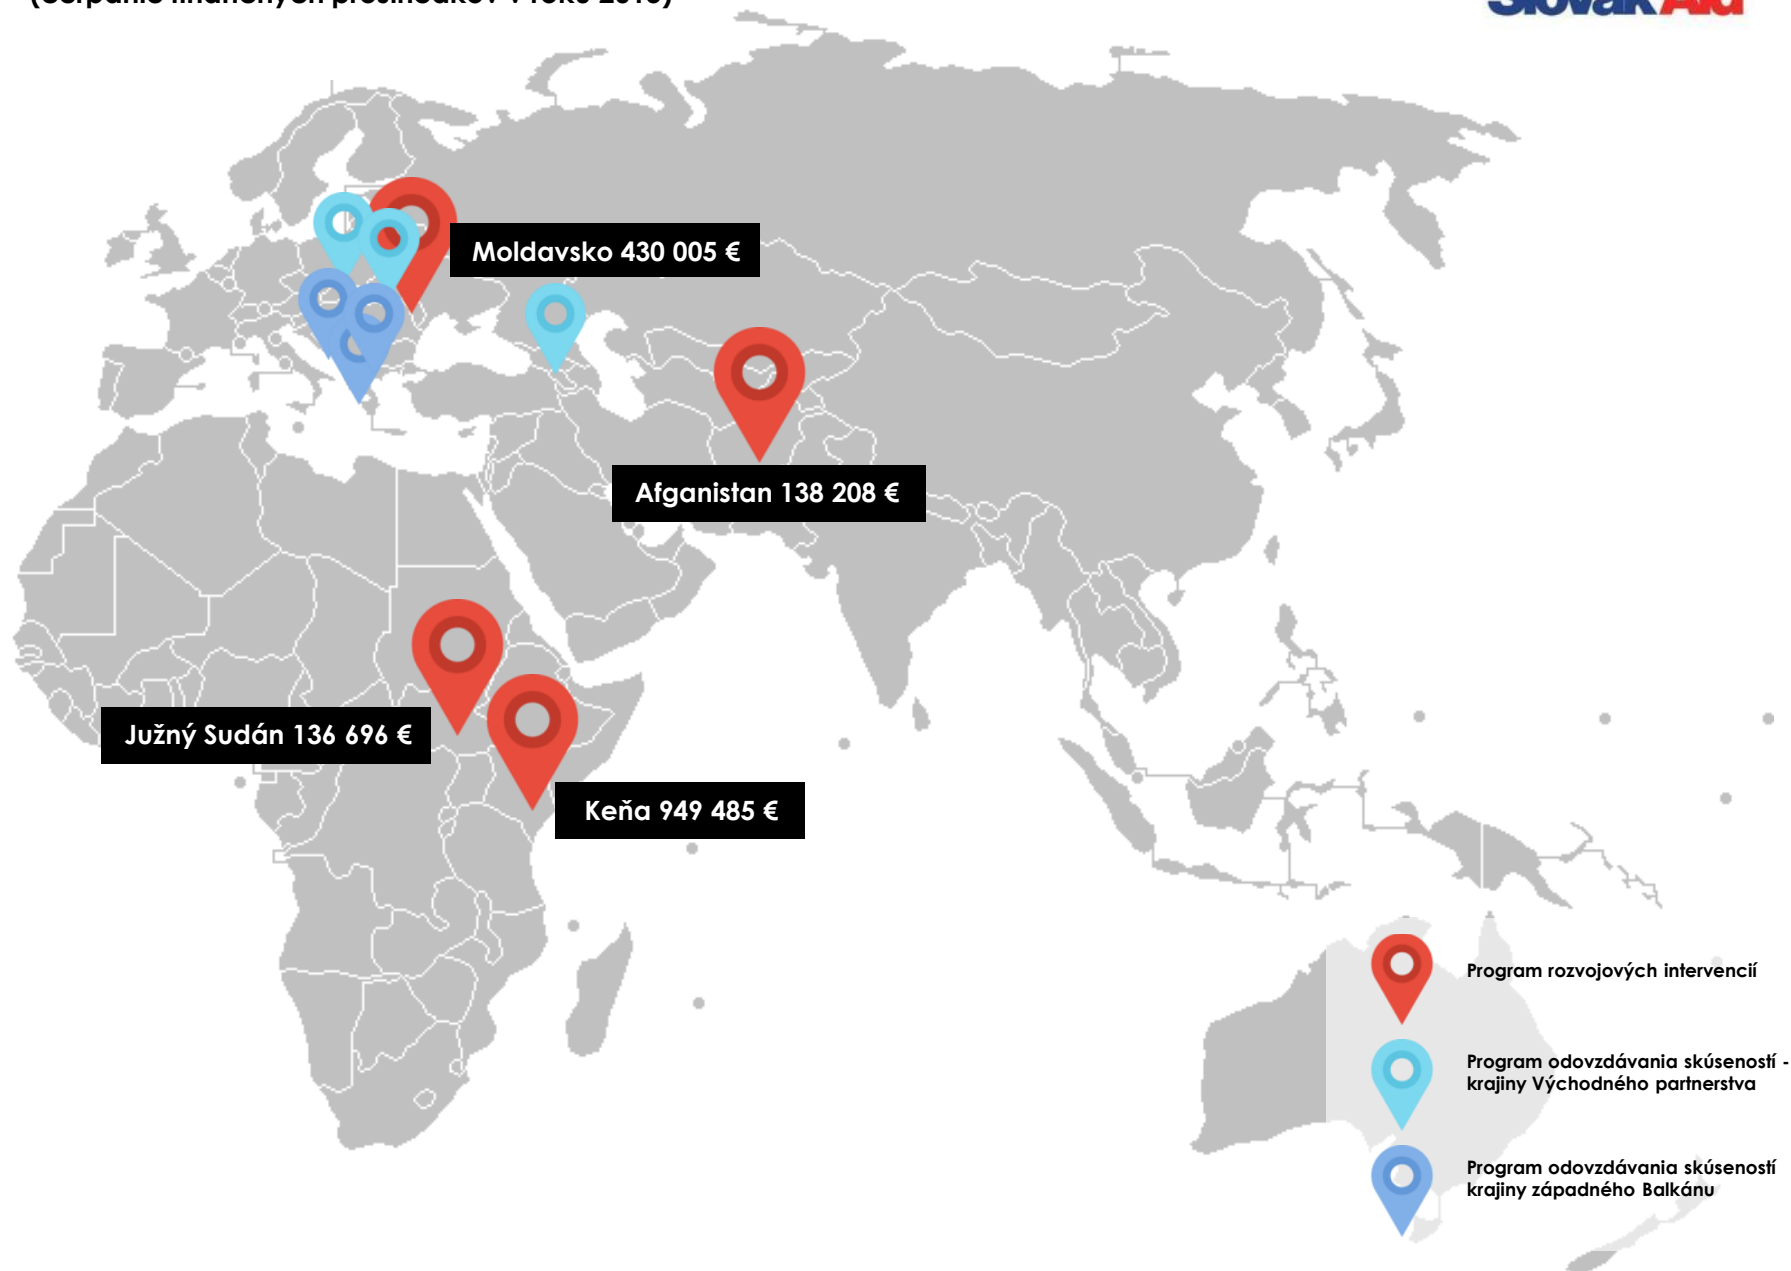 SlovakAid
Moldavsko 430 005 €
Afganistan 138 208 €
Južný Sudán 136 696 €
Keňa 949 485 €
Program rozvojových intervencií
Program odovzdávania skúseností -
krajiny Východného partnerstva
Program odovzdávania skúseností
krajiny západného Balkánu